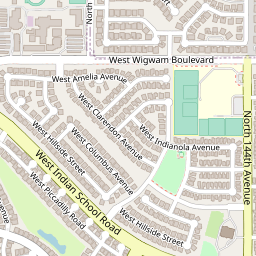 North
West Wigwam Boulevard
West Amelia Avenue
West Clarendon Avenue
West Indianola Avenue
North 144th Avenue
West Hillside Street
West Columbus Avenue
West Indian School Road
West Piccadilly Road
West Hillside Street